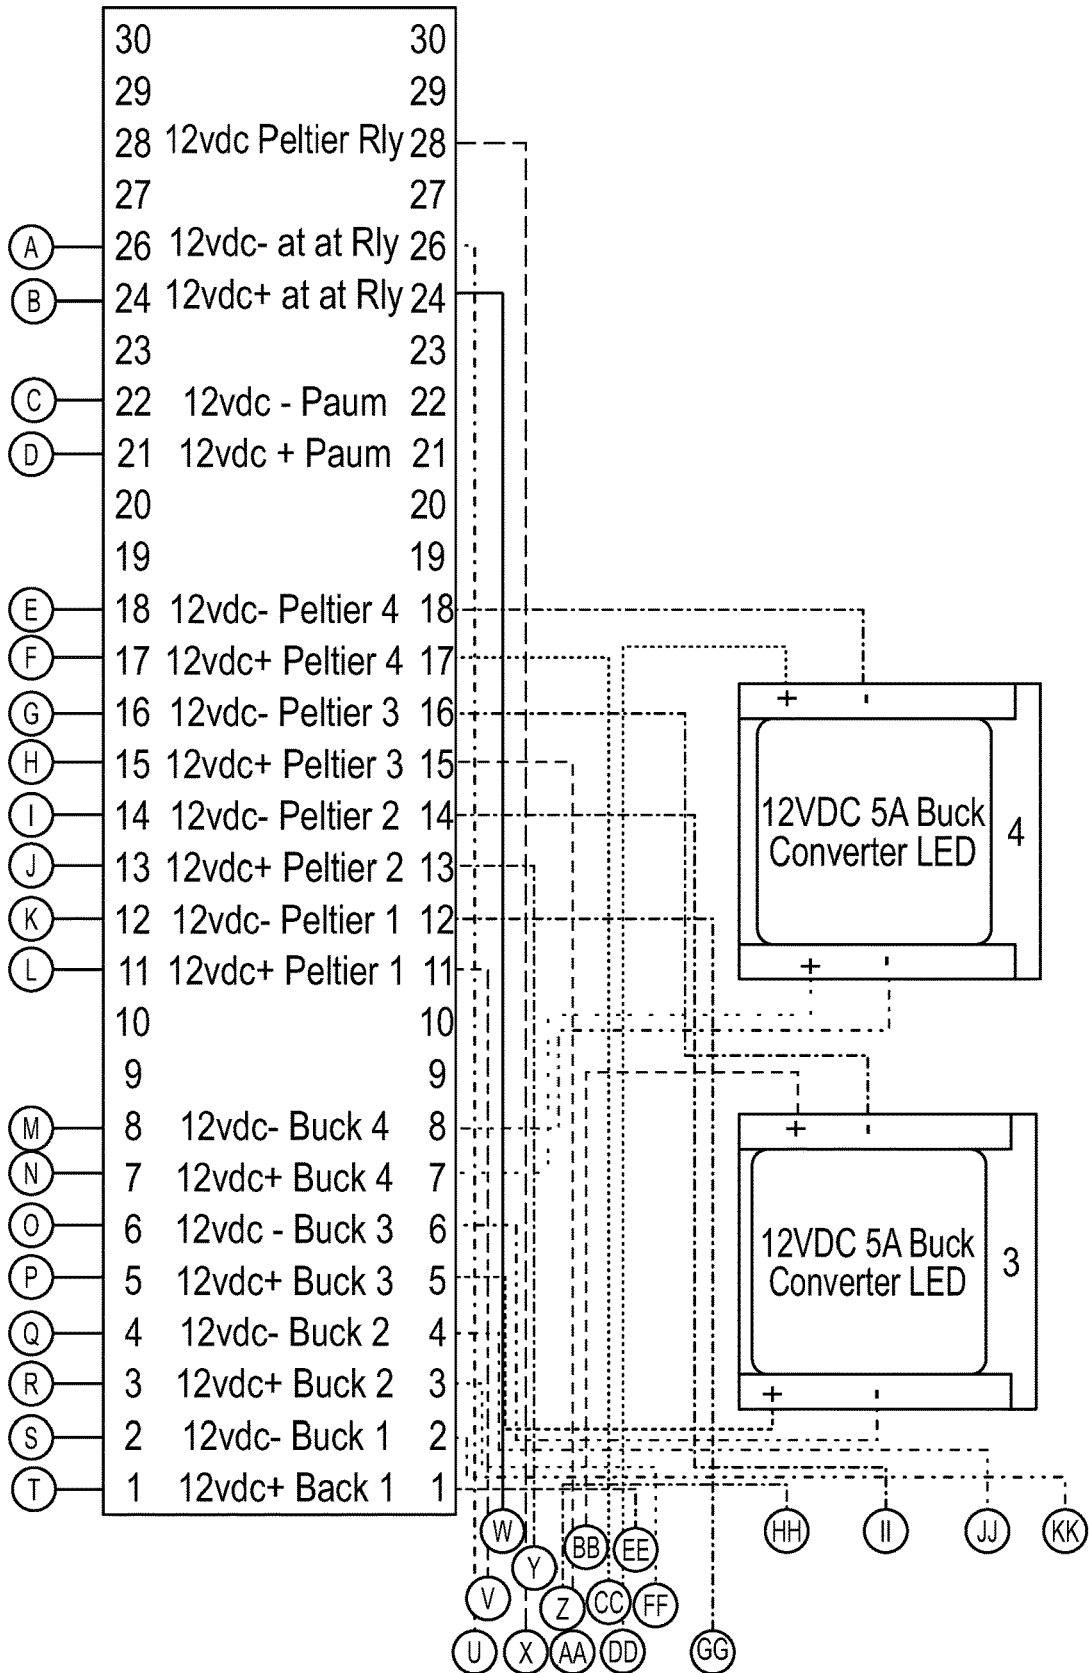 30 30
29 29
28 12vdc Peltier Rly 28
27 27
A 26 12vdc- at at Rly 26
B 24 12vdc+ at at Rly 24
23 23
C 22 12vdc - Paum 22
D 21 12vdc + Paum 21
20 20
19 19
E 18 12vdc- Peltier 4 18
F 17 12vdc+ Peltier 4 17
G 16 12vdc- Peltier 3 16
H 15 12vdc+ Peltier 3 15
I 14 12vdc- Peltier 2 14
J 13 12vdc+ Peltier 2 13
K 12 12vdc- Peltier 1 12
L 11 12vdc+ Peltier 1 11
10 10
9 9
M 8 12vdc- Buck 4 8
N 7 12vdc+ Buck 4 7
O 6 12vdc - Buck 3 6
P 5 12vdc+ Buck 3 5
Q 4 12vdc- Buck 2 4
R 3 12vdc+ Buck 2 3
S 2 12vdc- Buck 1 2
T 1 12vdc+ Back 1 1
+ -
12VDC 5A Buck
Converter LED
4
+ -
+ -
12VDC 5A Buck
Converter LED
3
+ -
W BB EE HH II JJ KK
Y
V Z CC FF
U X AA DD GG